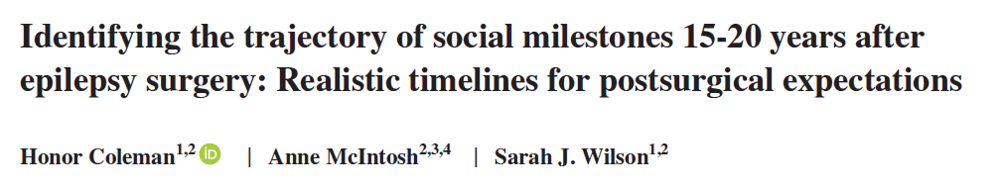 Identifying the trajectory of social milestones 15-20 years after
epilepsy surgery: Realistic timelines for postsurgical expectations
Honor Coleman1,2 iD | Anne McIntosh2,3,4 | Sarah J. Wilson1,2